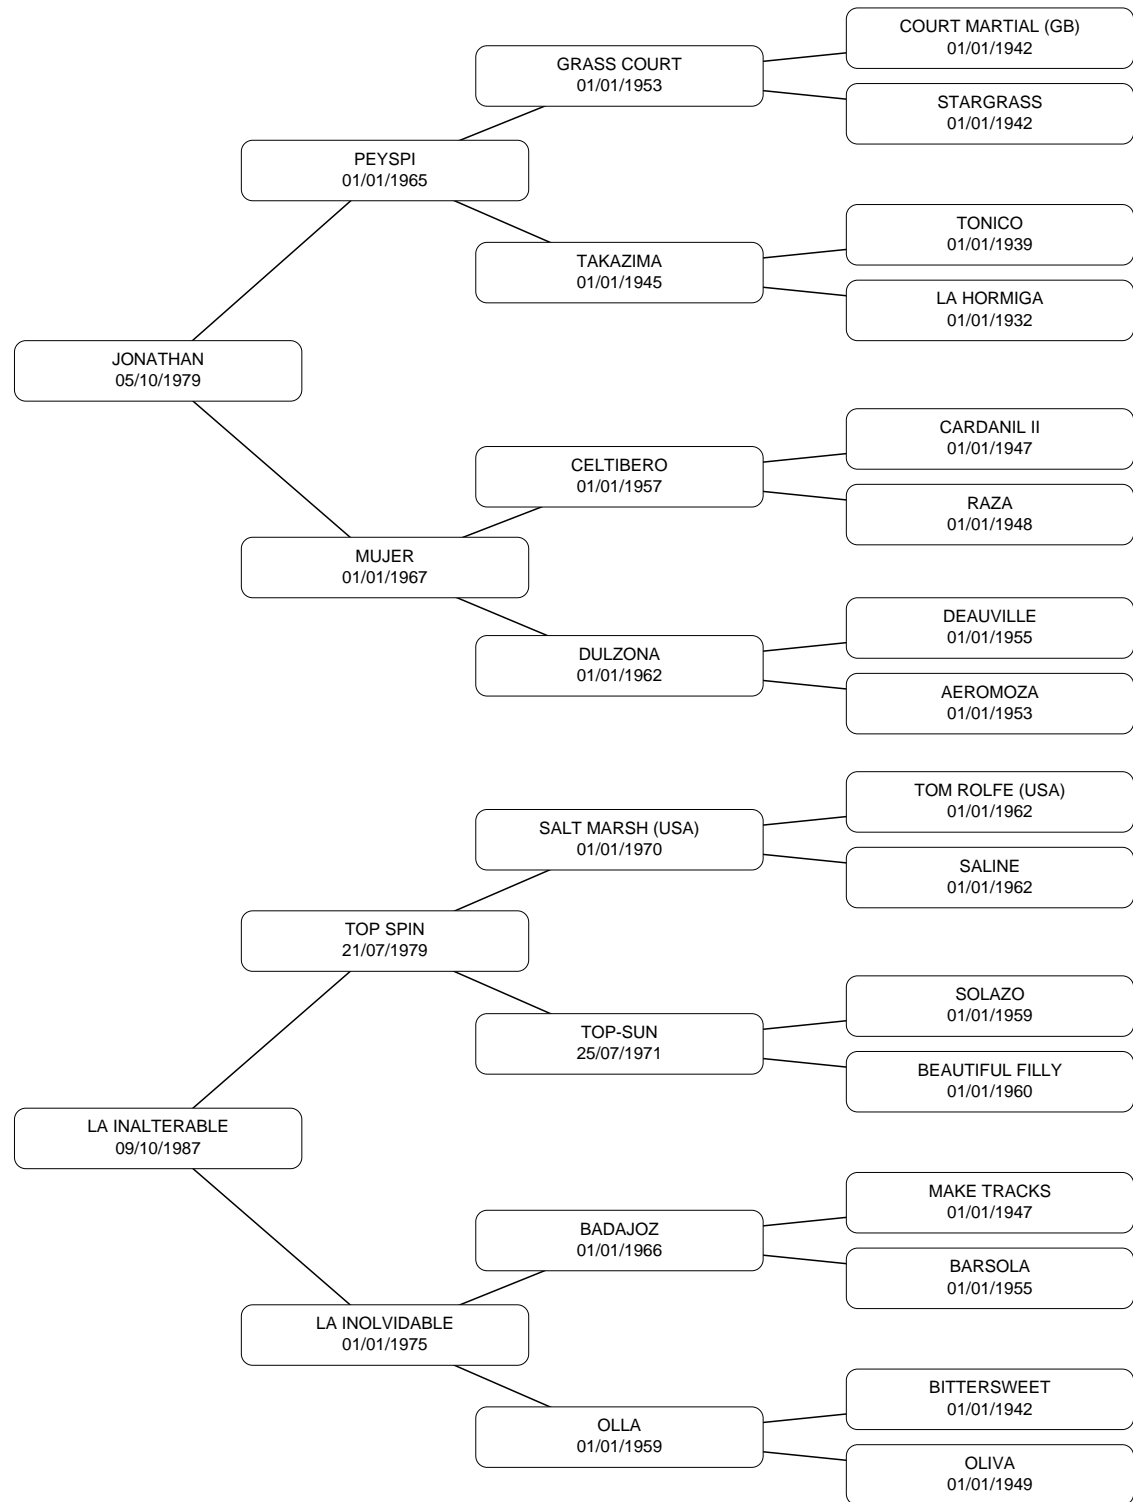 COURT MARTIAL (GB)
01/01/1942
GRASS COURT
01/01/1953
STARGRASS
01/01/1942
PEYSPI
01/01/1965
TONICO
01/01/1939
TAKAZIMA
01/01/1945
LA HORMIGA
01/01/1932
JONATHAN
05/10/1979
CARDANIL II
01/01/1947
CELTIBERO
01/01/1957
RAZA
01/01/1948
MUJER
01/01/1967
DEAUVILLE
01/01/1955
DULZONA
01/01/1962
AEROMOZA
01/01/1953
TOM ROLFE (USA)
01/01/1962
SALT MARSH (USA)
01/01/1970
SALINE
01/01/1962
TOP SPIN
21/07/1979
SOLAZO
01/01/1959
TOP-SUN
25/07/1971
BEAUTIFUL FILLY
01/01/1960
LA INALTERABLE
09/10/1987
MAKE TRACKS
01/01/1947
BADAJOZ
01/01/1966
BARSOLA
01/01/1955
LA INOLVIDABLE
01/01/1975
BITTERSWEET
01/01/1942
OLLA
01/01/1959
OLIVA
01/01/1949